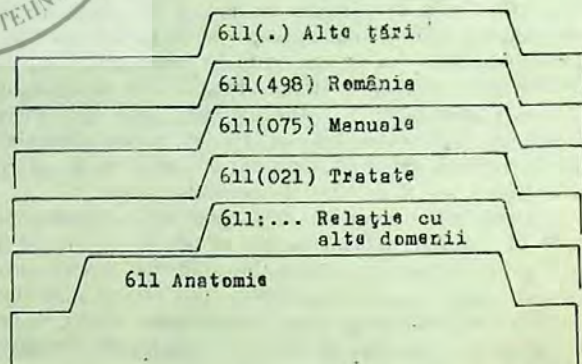 TEHN
611(.) Alte ţări
611(498) România
611(075) Manuale
611(021) Tratate
611:... Relaţie cu
alte domenii
611 Anatomie